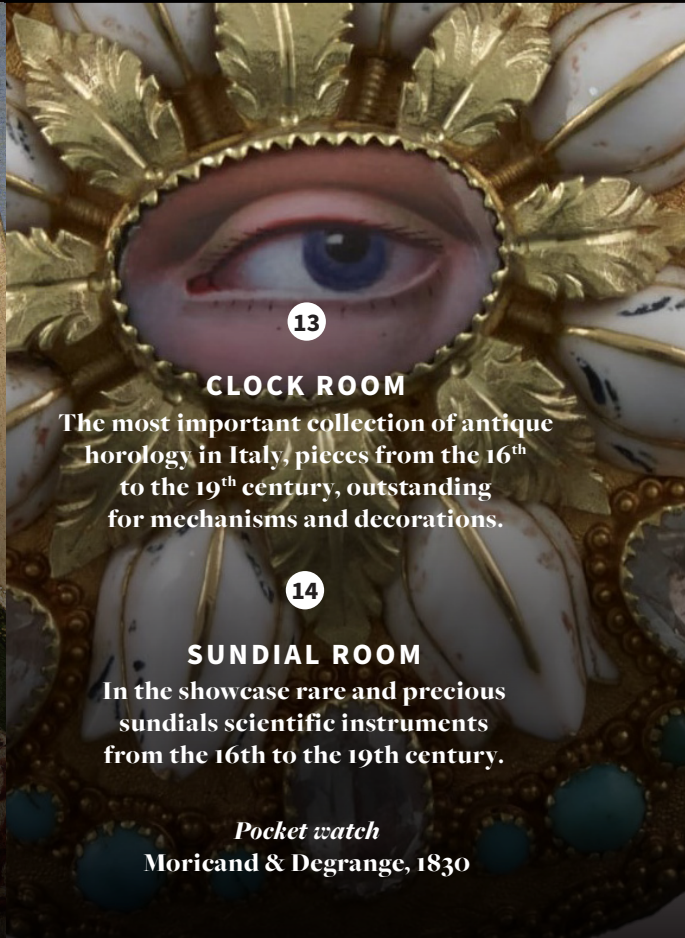 13
CLOCK ROOM
The most important collection of antique
horology in Italy, pieces from the 16th
to the 19th century, outstanding
for mechanisms and decorations.
14
SUNDIAL ROOM
In the showcase rare and precious
sundials scientific instruments
from the 16th to the 19th century.
Pocket watch
Moricand & Degrange, 1830